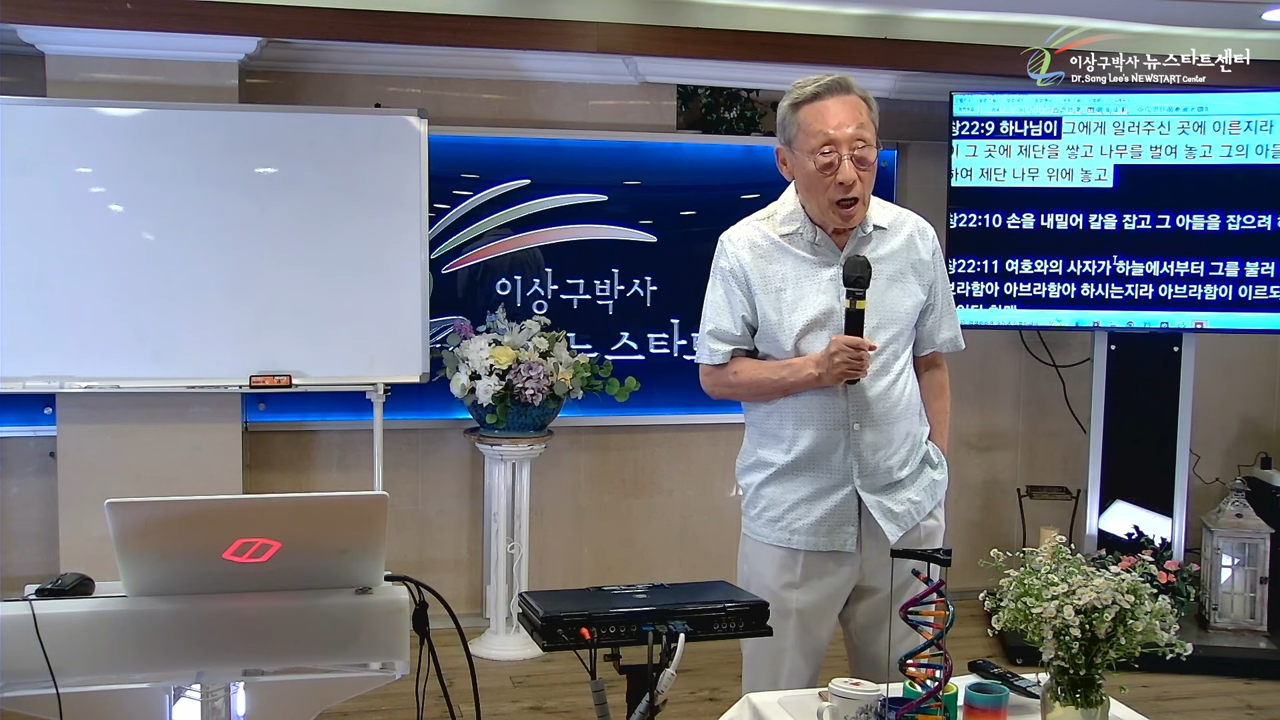 이상구박사 뉴스타트센터
Dr.Sang Lee's NEWSTART Center
창22:9 하나님이 그에게 일러주신 곳에 이른지라
이 그 곳에 제단을 쌓고 나무를 벌여 놓고 그의 아들
하여 제단 나무 위에 놓고
창22:10 손을 내밀어 칼을 잡고 그 아들을 잡으려
창22:11 여호와의 사자가 하늘에서부터 그를 불러
브라함아 아브라함아 하시는지라 아브라함이 이르되
이상구박사
뉴스타트